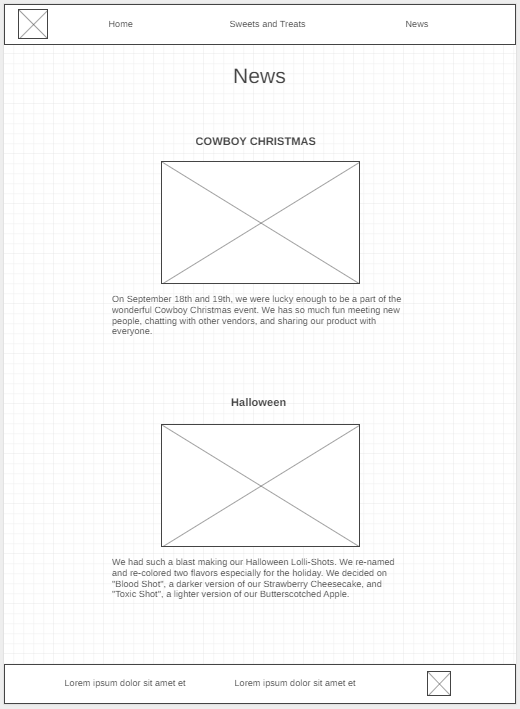 Home Sweets and Treats News
News
COWBOY CHRISTMAS
On September 18th and 19th, we were lucky enough to be a part of the
wonderful Cowboy Christmas event. We has so much fun meeting new
people, chatting with other vendors, and sharing our product with
everyone.
Halloween
We had such a blast making our Halloween Lolli-Shots. We re-named
and re-colored two flavors especially for the holiday. We decided on
"Blood Shot", a darker version of our Strawberry Cheesecake, and
"Toxic Shot", a lighter version of our Butterscotched Apple.
Lorem ipsum dolor sit amet et Lorem ipsum dolor sit amet et